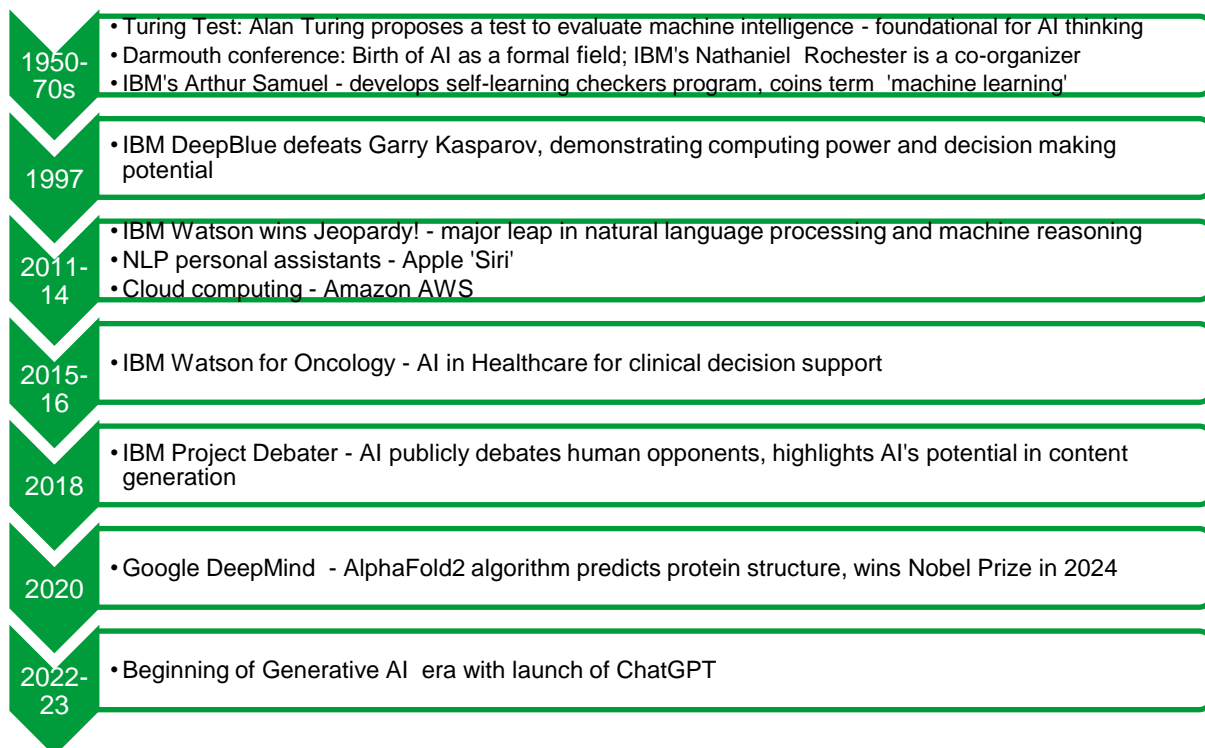 1950-
70s
• Turing Test: Alan Turing proposes a test to evaluate machine intelligence - foundational for AI thinking
• Darmouth conference: Birth of AI as a formal field; IBM's Nathaniel Rochester is a co-organizer
• IBM's Arthur Samuel - develops self-learning checkers program, coins term 'machine learning'
1997
• IBM DeepBlue defeats Garry Kasparov, demonstrating computing power and decision making
potential
2011-
14
• IBM Watson wins Jeopardy! - major leap in natural language processing and machine reasoning
• NLP personal assistants - Apple 'Siri'
• Cloud computing - Amazon AWS
2015-
16
• IBM Watson for Oncology - AI in Healthcare for clinical decision support
2018
• IBM Project Debater - AI publicly debates human opponents, highlights AI's potential in content
generation
2020
• Google DeepMind - AlphaFold2 algorithm predicts protein structure, wins Nobel Prize in 2024
2022-
23
• Beginning of Generative AI era with launch of ChatGPT